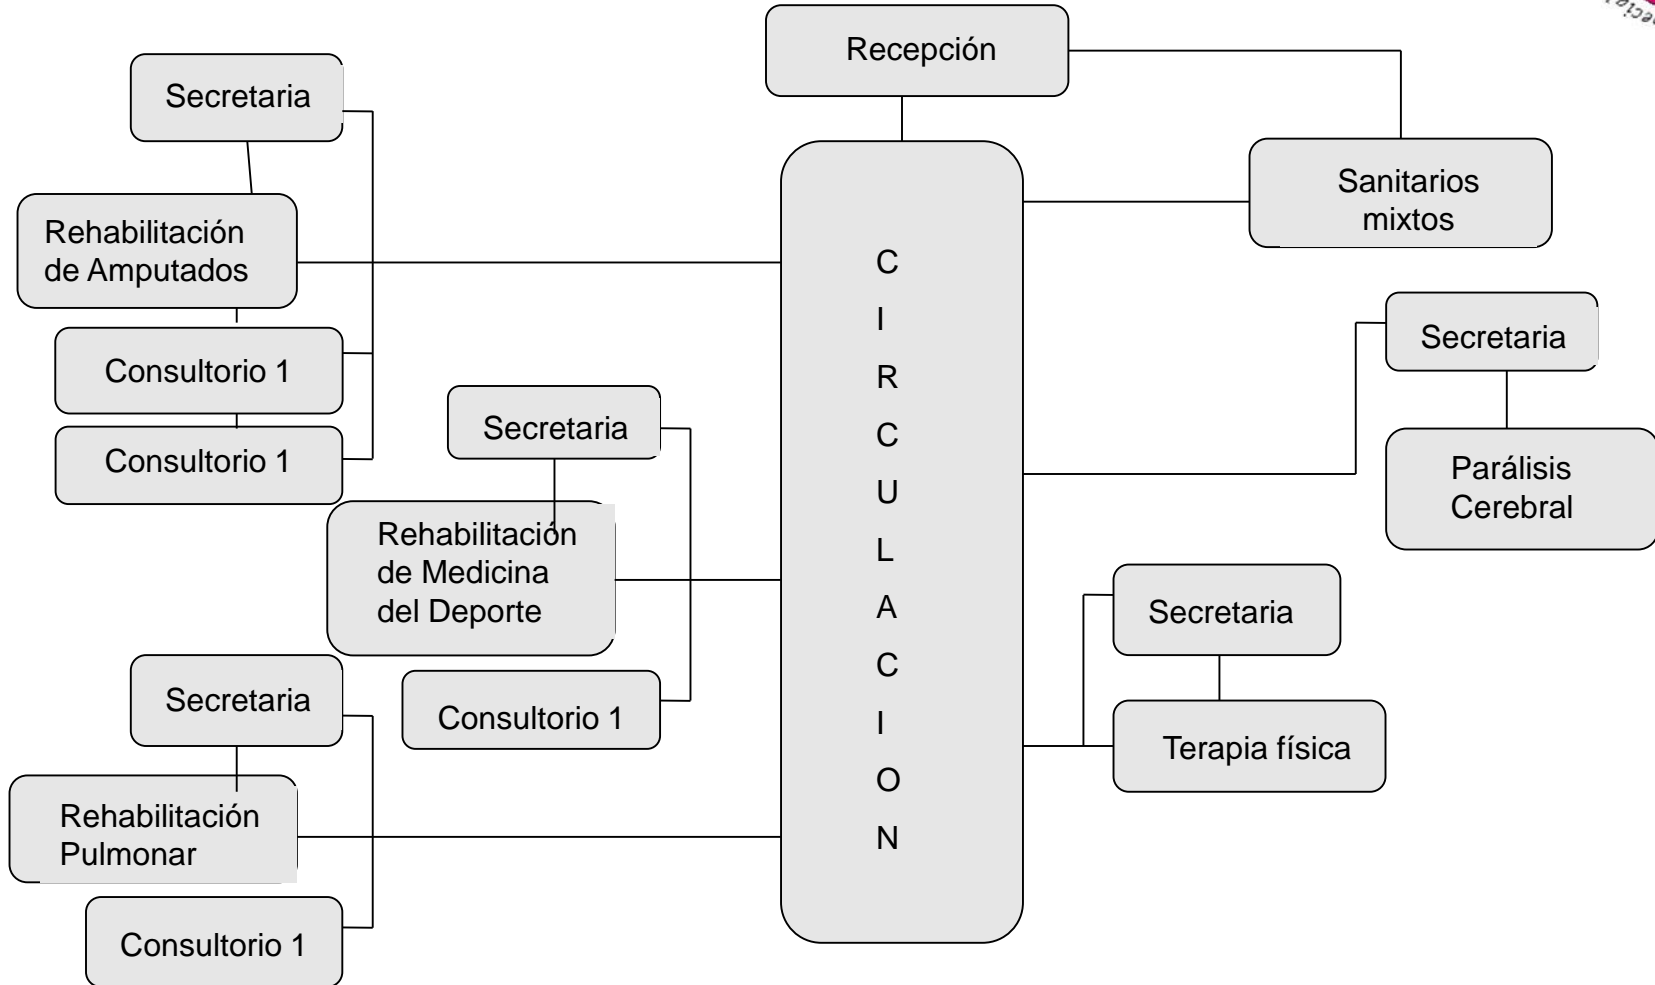 Recepción
Secretaria
Sanitarios
mixtos
Rehabilitación
de Amputados
C
I
R
C
U
L
A
C
I
O
N
Consultorio 1
Consultorio 1
Secretaria
Rehabilitación
de Medicina
del Deporte
Consultorio 1
Secretaria
Rehabilitación
Pulmonar
Consultorio 1
Secretaria
Parálisis
Cerebral
Secretaria
Terapia física